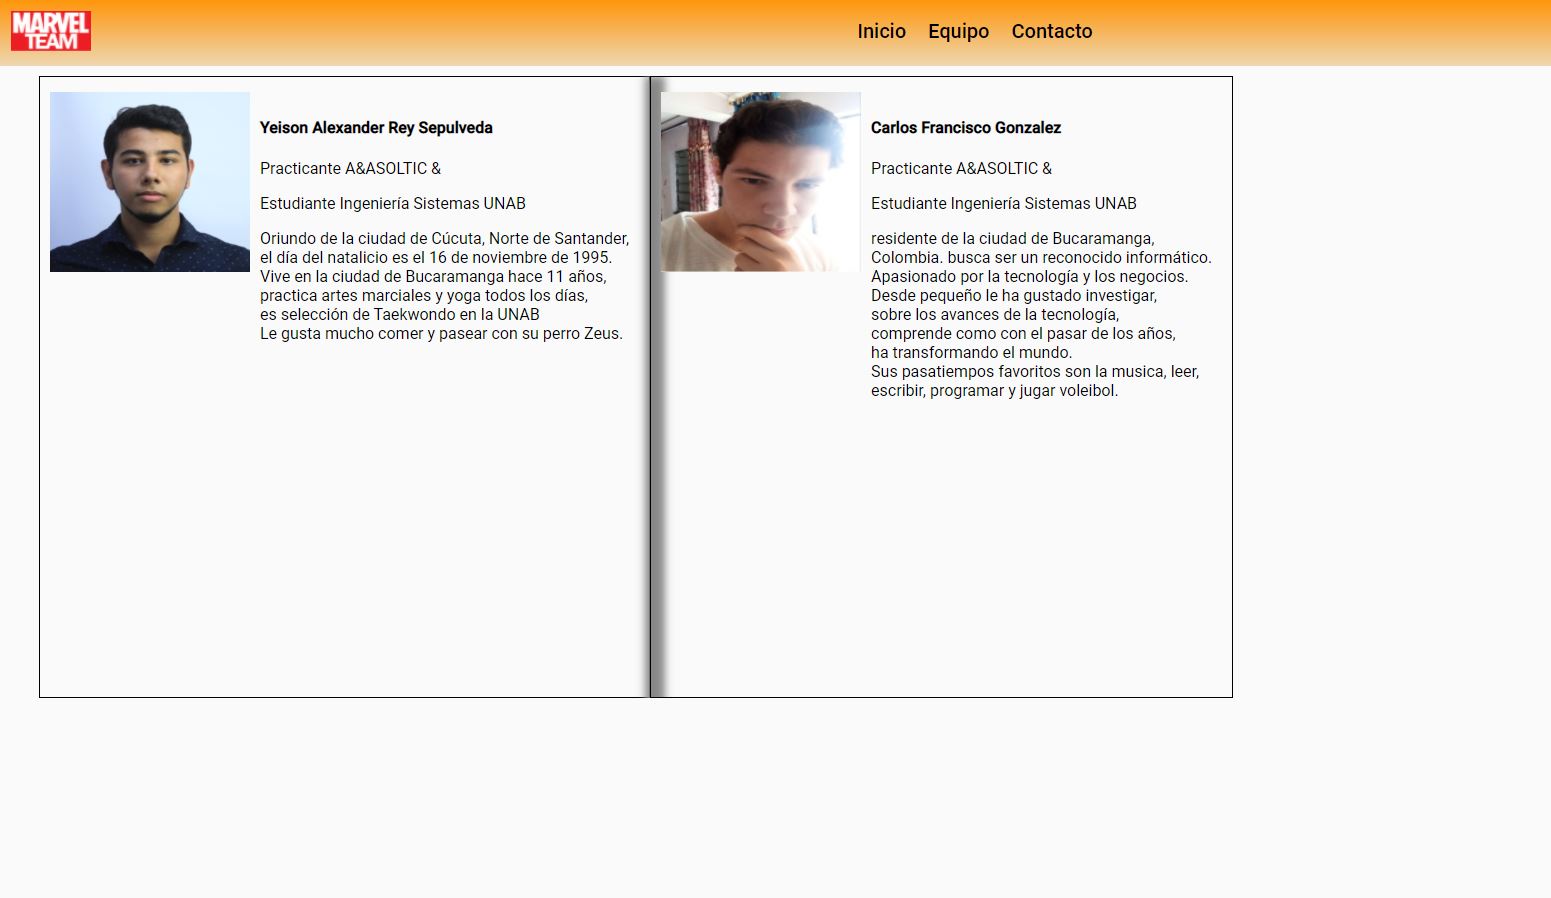 MARVEL
TEAM
Inicio Equipo Contacto
Yeison Alexander Rey Sepulveda
Practicante A&ASOLTIC &
Estudiante Ingeniería Sistemas UNAB
Oriundo de la ciudad de Cúcuta, Norte de Santander,
el día del natalicio es el 16 de noviembre de 1995.
Vive en la ciudad de Bucaramanga hace 11 años,
practica artes marciales y yoga todos los días,
es selección de Taekwondo en la UNAB
Le gusta mucho comer y pasear con su perro Zeus.
Carlos Francisco Gonzalez
Practicante A&ASOLTIC &
Estudiante Ingeniería Sistemas UNAB
residente de la ciudad de Bucaramanga,
Colombia. busca ser un reconocido informático.
Apasionado por la tecnología y los negocios.
Desde pequeño le ha gustado investigar,
sobre los avances de la tecnología,
comprende como con el pasar de los años,
ha transformando el mundo.
Sus pasatiempos favoritos son la musica, leer,
escribir, programar y jugar voleibol.